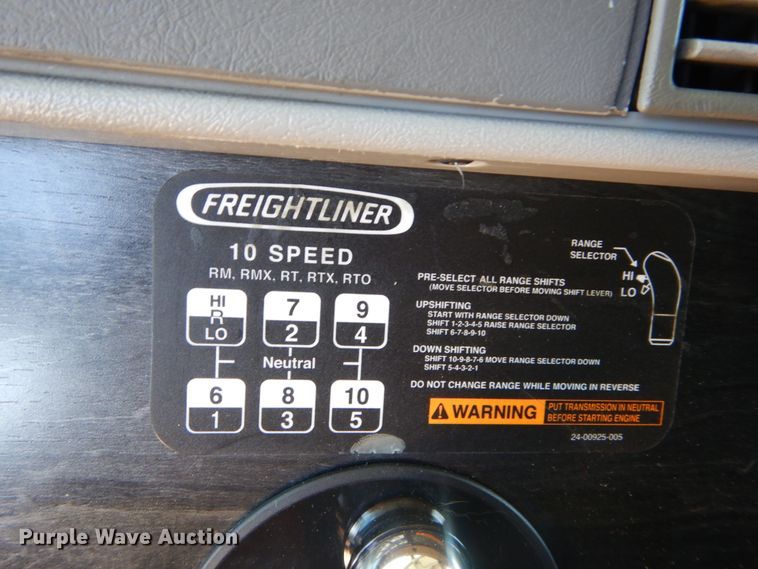 FREIGHTLINER
10 SPEED
RM, RMX, RT, RTX, RTO
HI
R
LO
7
2
9
4
Neutral
6
1
8
3
10
5
RANGE
SELECTOR
HI
LO
PRE-SELECT ALL RANGE SHIFTS
(MOVE SELECTOR BEFORE MOVING SHIFT LEVER)
UPSHIFTING
START WITH RANGE SELECTOR DOWN
SHIFT 1-2-3-4-5 RAISE RANGE SELECTOR
SHIFT 6-7-8-9-10
DOWN SHIFTING
SHIFT 10-9-8-7-6 MOVE RANGE SELECTOR DOWN
SHIFT 5-4-3-2-1
DO NOT CHANGE RANGE WHILE MOVING IN REVERSE
WARNING
PUT TRANSMISSION IN NEUTRAL
BEFORE STARTING ENGINE
24-00925-005
Purple Wave Auction
Purple Wave Auction